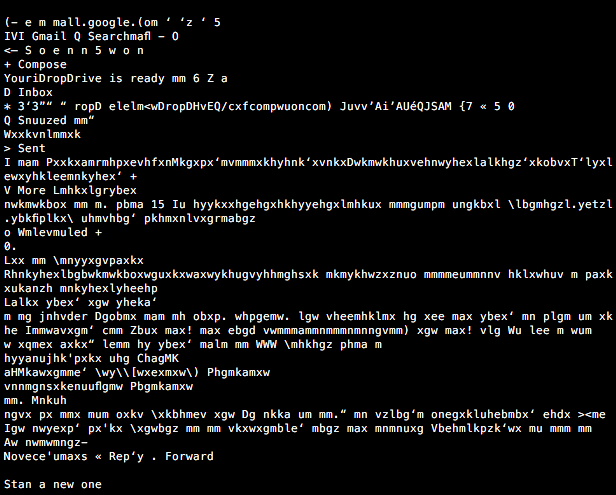 (- e m mall.google.(om ‘ ‘z ‘ 5
IVI Gmail Q Searchmaﬂ - O
<- S o e n n 5 w o n
+ Compose
YouriDropDrive is ready mm 6 Z a
D Inbox
* 3‘3”“ “ ropD elelm<wDropDHvEQ/cxfcompwuoncom) Juvv’Ai’AUéQJSAM {7 « 5 0
Q Snuuzed mm“
Wxxkvnlmmxk
> Sent
I mam PxxkxamrmhpxevhfxnMkgxpx‘mvmmmxkhyhnk‘xvnkxDwkmwkhuxvehnwyhexlalkhgz‘xkobvxT‘lyxl
ewxyhkleemnkyhex‘ +
V More Lmhkxlgrybex
nwkmwkbox mm m. pbma 15 Iu hyykxxhgehgxhkhyyehgxlmhkux mmmgumpm ungkbxl \lbgmhgzl.yetzl
.ybkﬁplkx\ uhmvhbg‘ pkhmxnlvxgrmabgz
o Wmlevmuled +
0.
Lxx mm \mnyyxgvpaxkx
Rhnkyhexlbgbwkmwkboxwguxkxwaxwykhugvyhhmghsxk mkmykhwzxznuo mmmmeummnnv hklxwhuv m paxk
xukanzh mnkyhexlyheehp
Lalkx ybex‘ xgw yheka‘
m mg jnhvder Dgobmx mam mh obxp. whpgemw. lgw vheemhklmx hg xee max ybex‘ mn plgm um xk
he Immwavxgm‘ cmm Zbux max! max ebgd vwmmmammnmmmnmnngvmm) xgw max! vlg Wu lee m wum
w xqmex axkx“ lemm hy ybex‘ malm mm WWW \mhkhgz phma m
hyyanujhk'pxkx uhg ChagMK
aHMkawxgmme‘ \wy\\[wxexmxw\) Phgmkamxw
vnnmgnsxkenuuﬂgmw Pbgmkamxw
mm. Mnkuh
ngvx px mmx mum oxkv \xkbhmev xgw Dg nkka um mm.“ mn vzlbg‘m onegxkluhebmbx‘ ehdx ><me
Igw nwyexp‘ px'kx \xgwbgz mm mm vkxwxgmble‘ mbgz max mnmnuxg Vbehmlkpzk‘wx mu mmm mm
Aw nwmwmngz-
Novece'umaxs « Rep‘y . Forward
Stan a new one